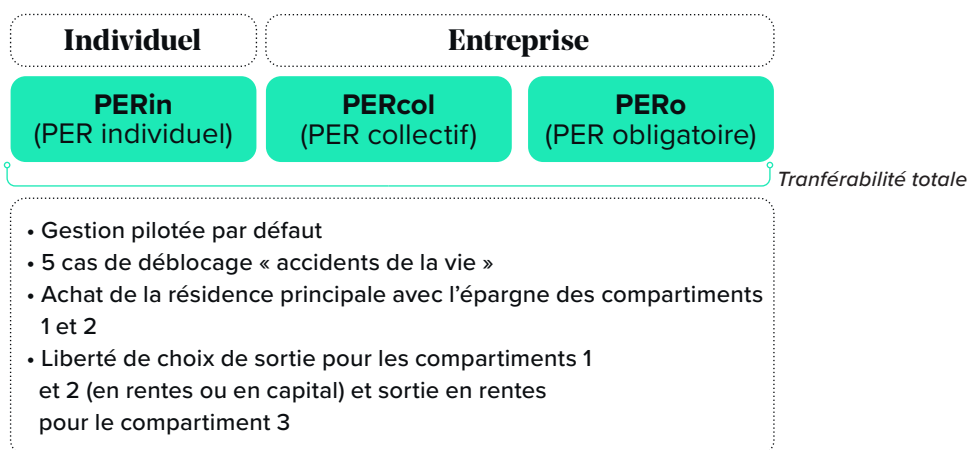 Individuel
Entreprise
PERin
(PER individuel)
PERcol
(PER collectif)
PERo
(PER obligatoire)
Tranférabilité totale
• Gestion pilotée par défaut
• 5 cas de déblocage « accidents de la vie »
• Achat de la résidence principale avec l’épargne des compartiments
1 et 2
• Liberté de choix de sortie pour les compartiments 1
et 2 (en rentes ou en capital) et sortie en rentes
pour le compartiment 3